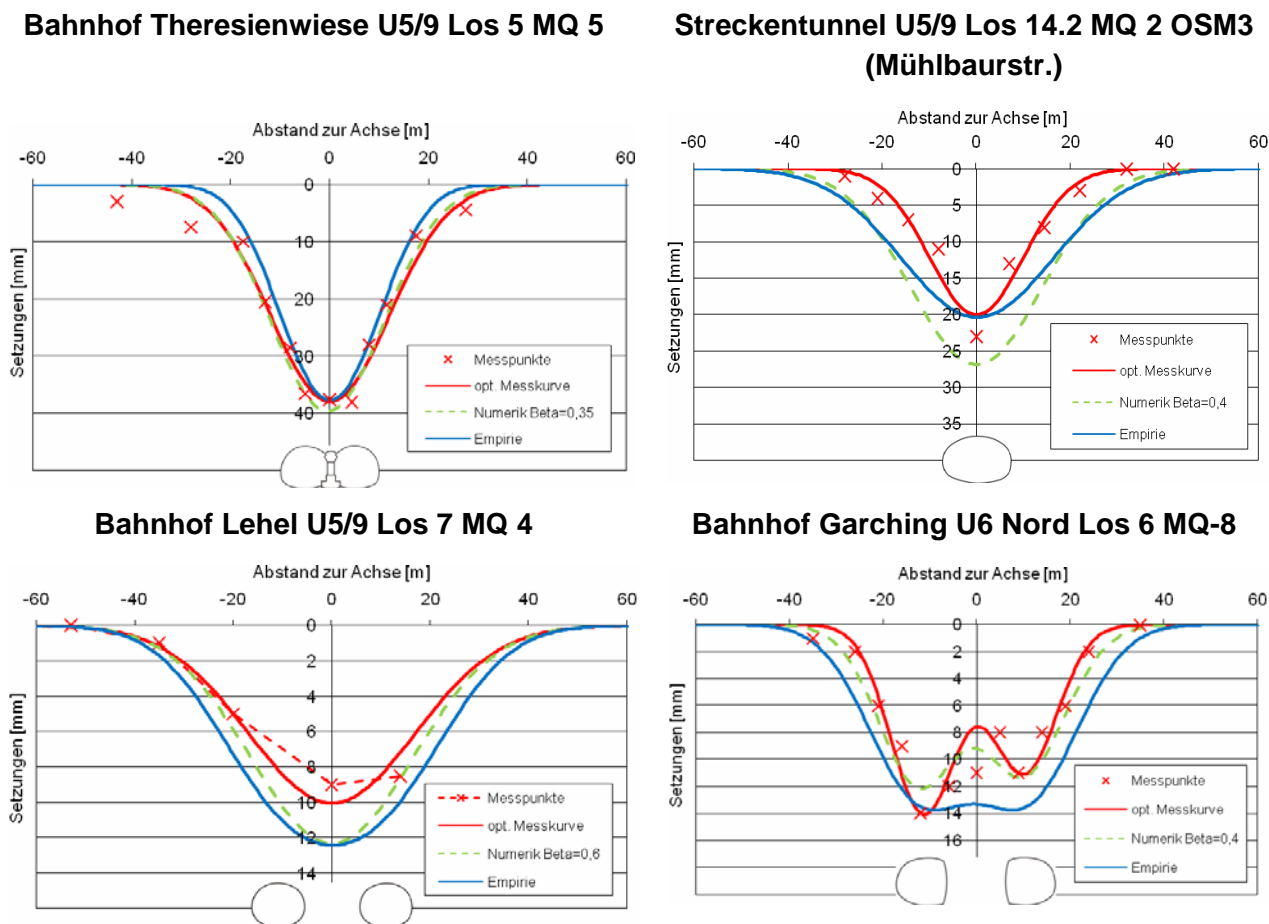 Bahnhof Theresienwiese U5/9 Los 5 MQ 5
Abstand zur Achse [m]
-60 -40 -20 0 20 40 60
Setzungen [mm]
0
10
20
30
40
Messpunkte
opt. Messkurve
Numerik Beta=0,35
Empirie
Streckentunnel U5/9 Los 14.2 MQ 2 OSM3
(Mühlbaurstr.)
Abstand zur Achse [m]
-60 -40 -20 0 20 40 60
Setzungen [mm]
0
5
10
15
20
25
30
35
Messpunkte
opt. Messkurve
Numerik Beta=0,4
Empirie
Bahnhof Lehel U5/9 Los 7 MQ 4
Abstand zur Achse [m]
-60 -40 -20 0 20 40 60
Setzungen [mm]
0
2
4
6
8
10
12
14
Messpunkte
opt. Messkurve
Numerik Beta=0,6
Empirie
Bahnhof Garching U6 Nord Los 6 MQ-8
Abstand zur Achse [m]
-60 -40 -20 0 20 40 60
Setzungen [mm]
0
2
4
6
8
10
12
14
16
Messpunkte
opt. Messkurve
Numerik Beta=0,4
Empirie